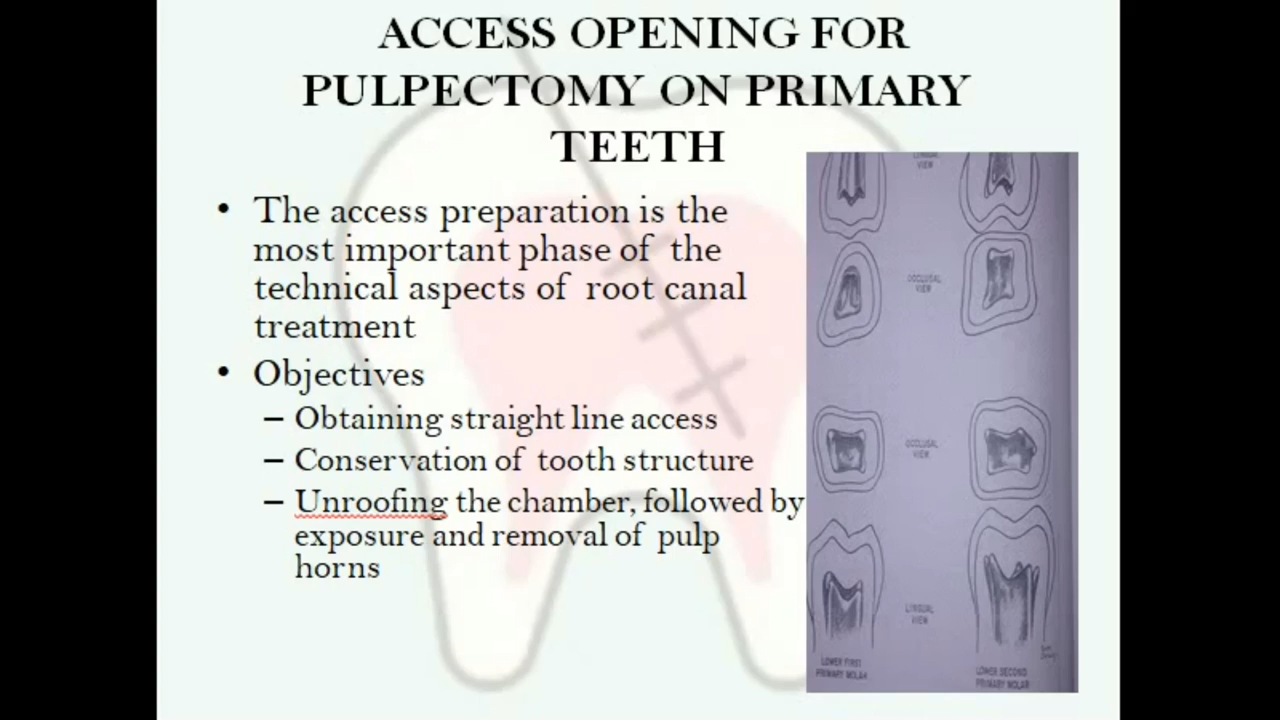 ACCESS OPENING FOR
PULPECTOMY ON PRIMARY
TEETH
• The access preparation is the
most important phase of the
technical aspects of root canal
treatment
• Objectives
– Obtaining straight line access
– Conservation of tooth structure
– Unroofing the chamber, followed by
exposure and removal of pulp
horns
LINGUAL
VIEW
OCCLUSAL
VIEW
OCCLUSAL
VIEW
LINGUAL
VIEW
LOWER FIRST
PRIMARY MOLAR
LOWER SECOND
PRIMARY MOLAR